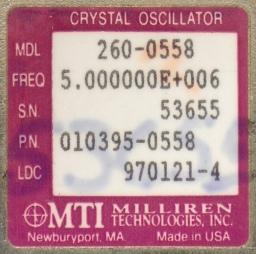 CRYSTAL OSCILLATOR
MDL 260-0558
FREQ 5.000000E+006
S.N. 53655
P.N. 010395-0558
LDC 970121-4
MTI MILLIREN
TECHNOLOGIES, INC.
Newburyport, MA. Made in USA